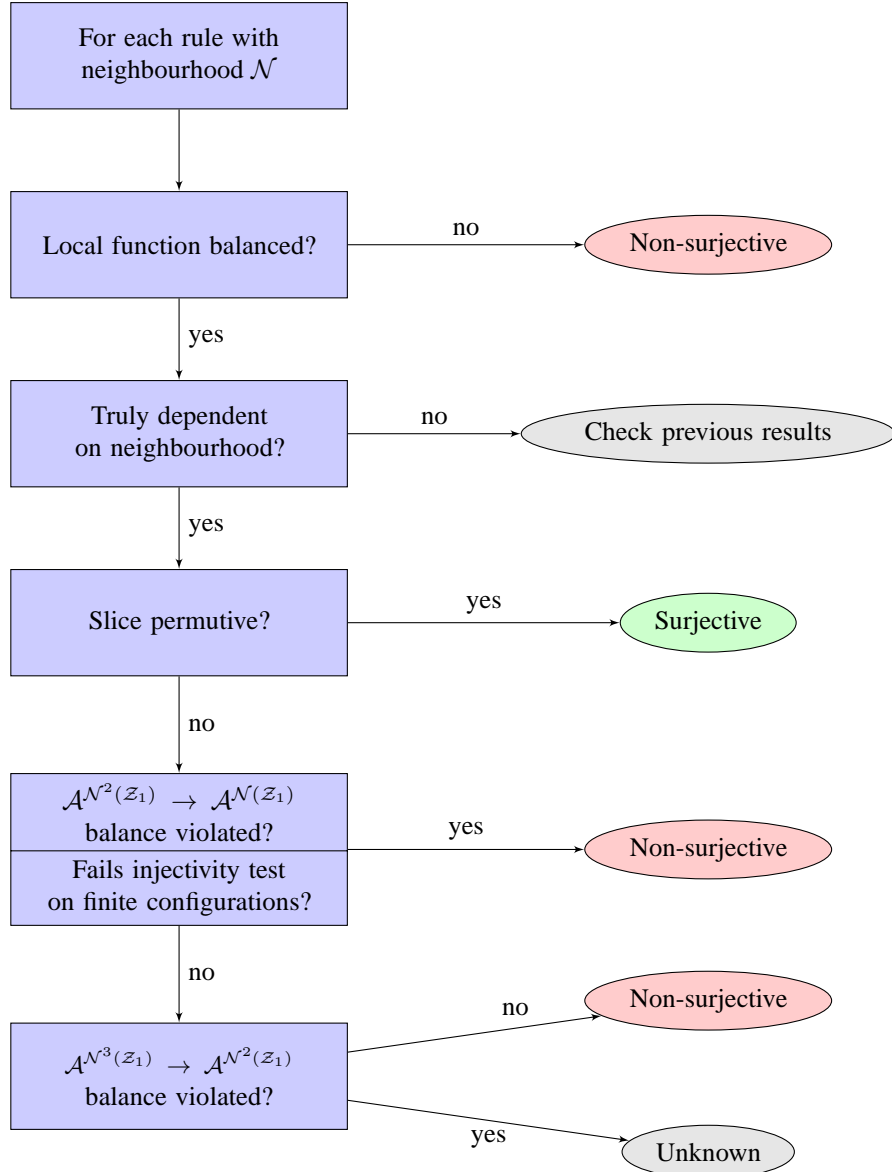 For each rule with
neighbourhood 𝒩
Local function balanced?
no
Non-surjective
yes
Truly dependent
on neighbourhood?
no
Check previous results
yes
Slice permutive?
yes
Surjective
no
𝒜^{𝒩²(𝒵₁)} → 𝒜^{𝒩(𝒵₁)}
balance violated?
Fails injectivity test
on finite configurations?
yes
Non-surjective
no
𝒜^{𝒩³(𝒵₁)} → 𝒜^{𝒩²(𝒵₁)}
balance violated?
no
Non-surjective
yes
Unknown